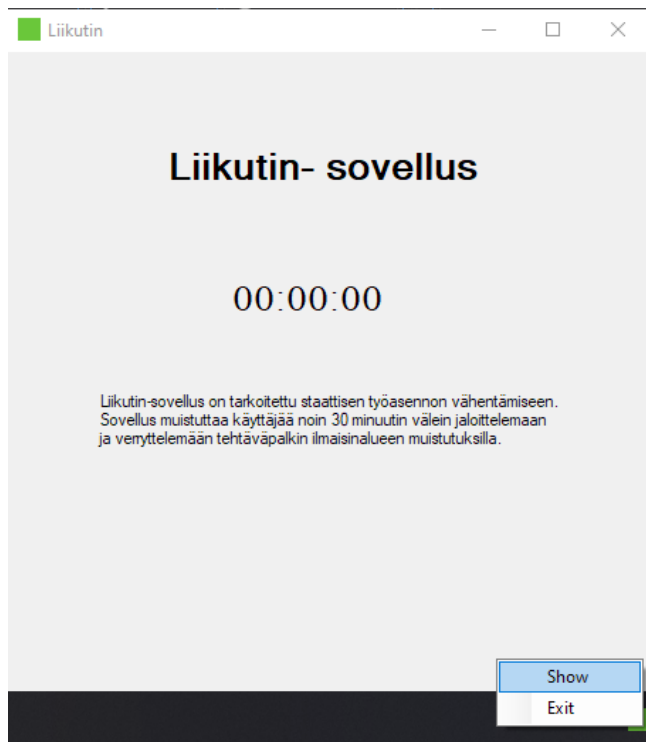 Liikutin
Liikutin- sovellus
00:00:00
Liikutin-sovellus on tarkoitettu staattisen työasennon vähentämiseen.
Sovellus muistuttaa käyttäjää noin 30 minuutin välein jaloittelemaan
ja verryttelemään tehtäväpalkin ilmaisinalueen muistutuksilla.
Show
Exit